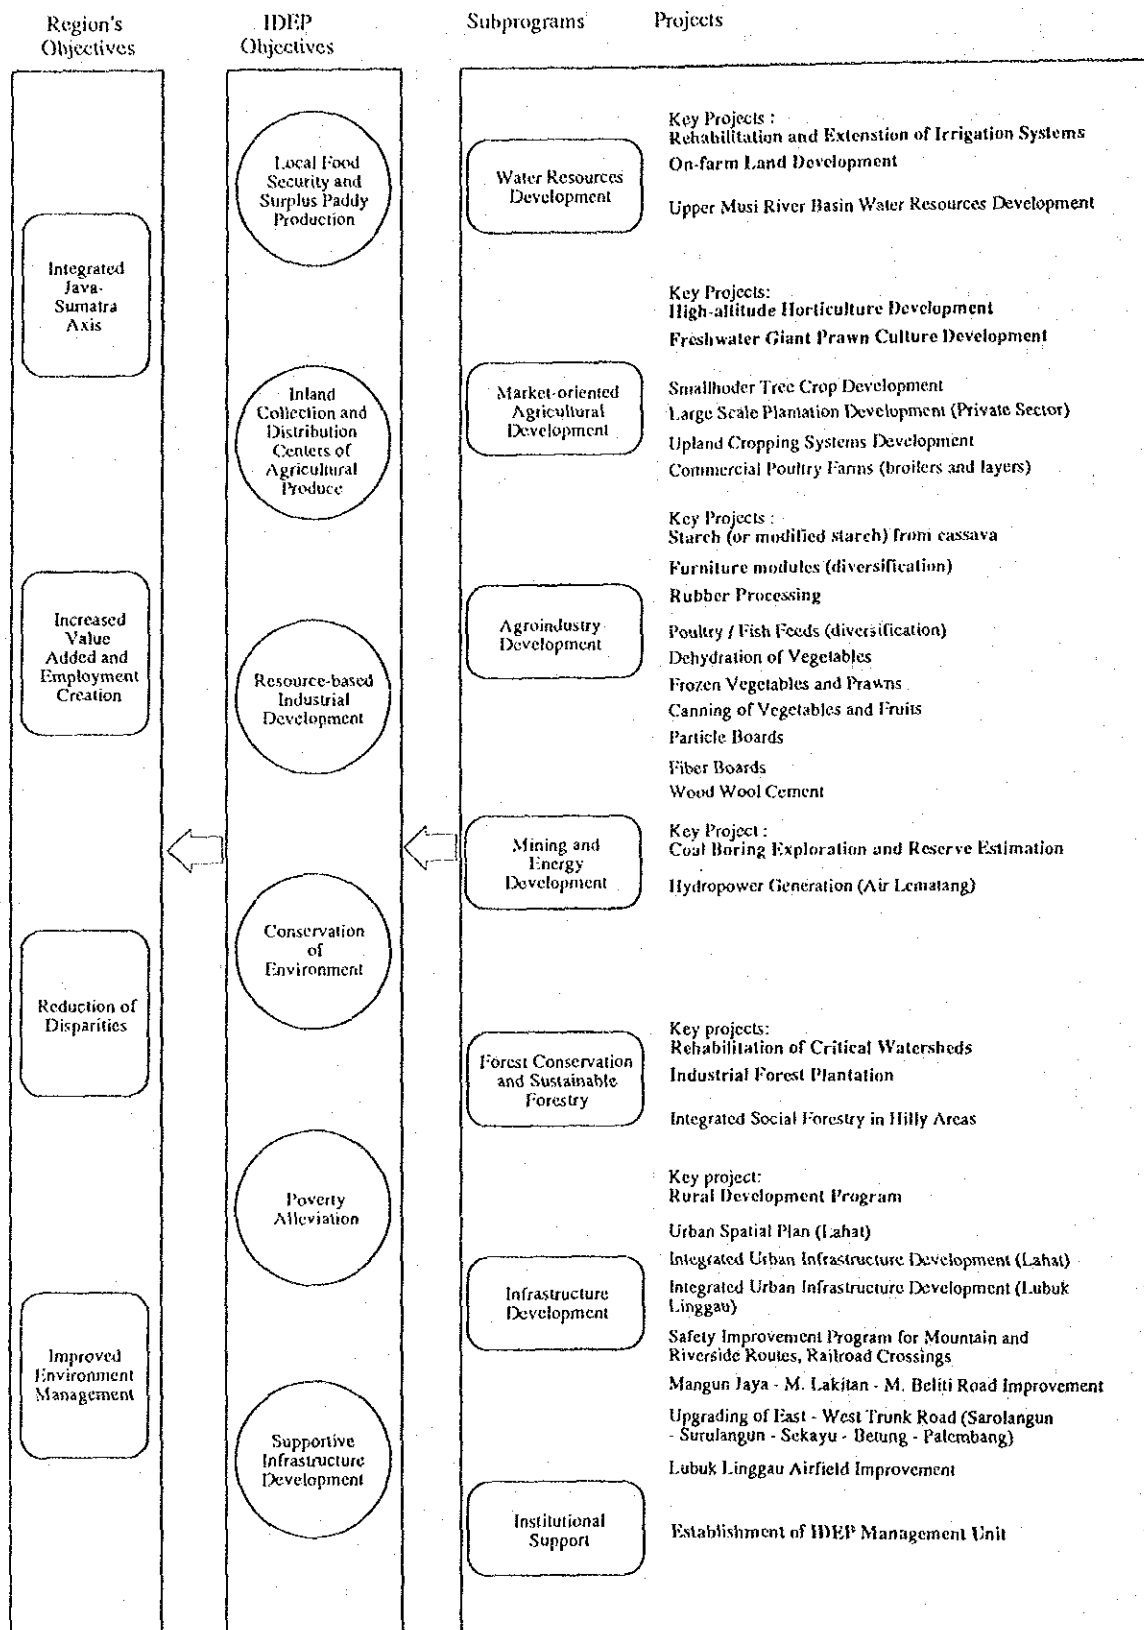 Region's
Objectives
IDEP
Objectives
Subprograms
Projects
Integrated
Java-
Sumatra
Axis
Increased
Value
Added and
Employment
Creation
Reduction of
Disparities
Improved
Environment
Management
Local Food
Security and
Surplus Paddy
Production
Inland
Collection and
Distribution
Centers of
Agricultural
Produce
Resource-based
Industrial
Development
Conservation
of
Environment
Poverty
Alleviation
Supportive
Infrastructure
Development
Water Resources
Development
Key Projects :
Rehabilitation and Extenstion of Irrigation Systems
On-farm Land Development
Upper Musi River Basin Water Resources Development
Market-oriented
Agricultural
Development
Key Projects:
High-altitude Horticulture Development
Freshwater Giant Prawn Culture Development
Smallhoder Tree Crop Development
Large Scale Plantation Development (Private Sector)
Upland Cropping Systems Development
Commercial Poultry Farms (broilers and layers)
Agroindustry
Development
Key Projects :
Starch (or modified starch) from cassava
Furniture modules (diversification)
Rubber Processing
Poultry / Fish Feeds (diversification)
Dehydration of Vegetables
Frozen Vegetables and Prawns
Canning of Vegetables and Fruits
Particle Boards
Fiber Boards
Wood Wool Cement
Mining and
Energy
Development
Key Project :
Coal Boring Exploration and Reserve Estimation
Hydropower Generation (Air Lematang)
Forest Conservation
and Sustainable
Forestry
Key projects:
Rehabilitation of Critical Watersheds
Industrial Forest Plantation
Integrated Social Forestry in Hilly Areas
Infrastructure
Development
Key project:
Rural Development Program
Urban Spatial Plan (Lahat)
Integrated Urban Infrastructure Development (Lahat)
Integrated Urban Infrastructure Development (Lubuk
Linggau)
Safety Improvement Program for Mountain and
Riverside Routes, Railroad Crossings
Mangun Jaya - M. Lakitan - M. Beliti Road Improvement
Upgrading of East - West Trunk Road (Sarolangun
- Surulangun - Sekayu - Betung - Palembang)
Lubuk Linggau Airfield Improvement
Institutional
Support
Establishment of IDEP Management Unit